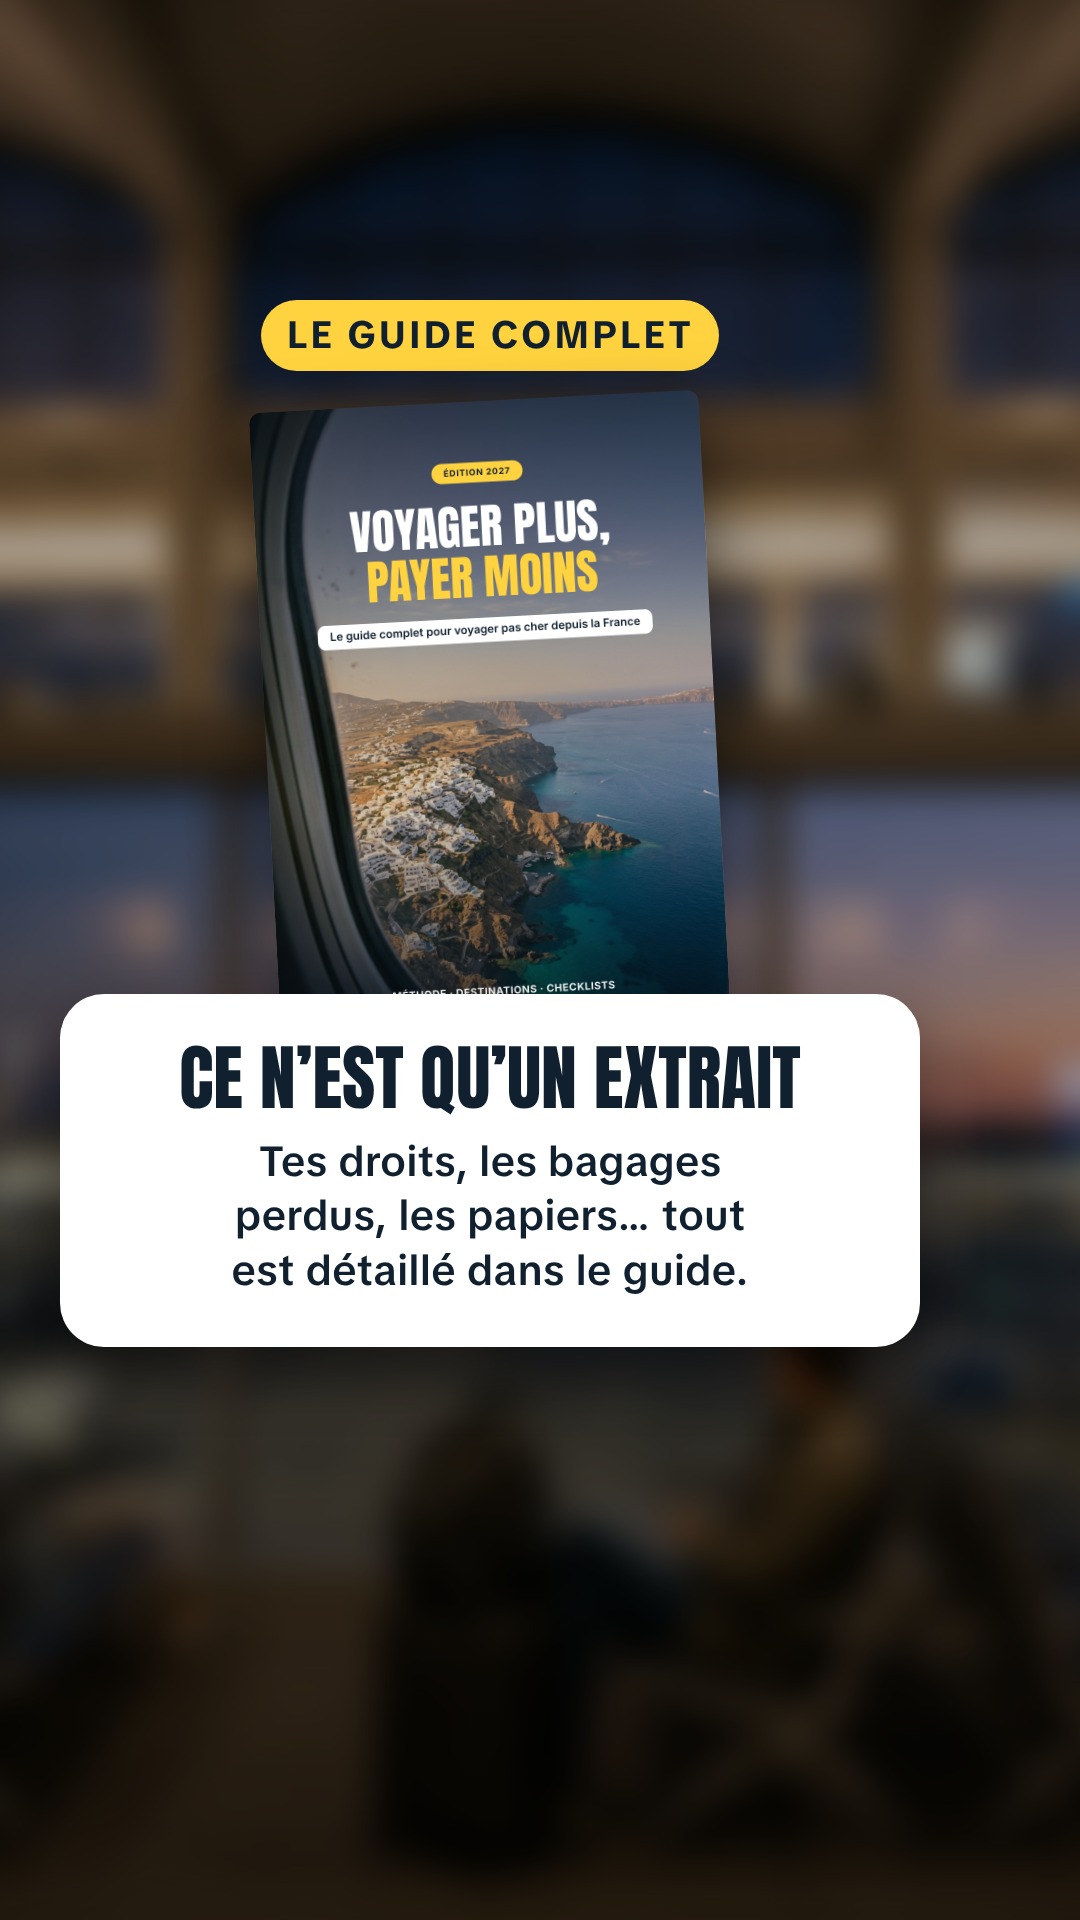 LE GUIDE COMPLET
ÉDITION 2027
VOYAGER PLUS,
PAYER MOINS
Le guide complet pour voyager pas cher depuis la France
MÉTHODE · DESTINATIONS · CHECKLISTS
CE N’EST QU’UN EXTRAIT
Tes droits, les bagages
perdus, les papiers… tout
est détaillé dans le guide.